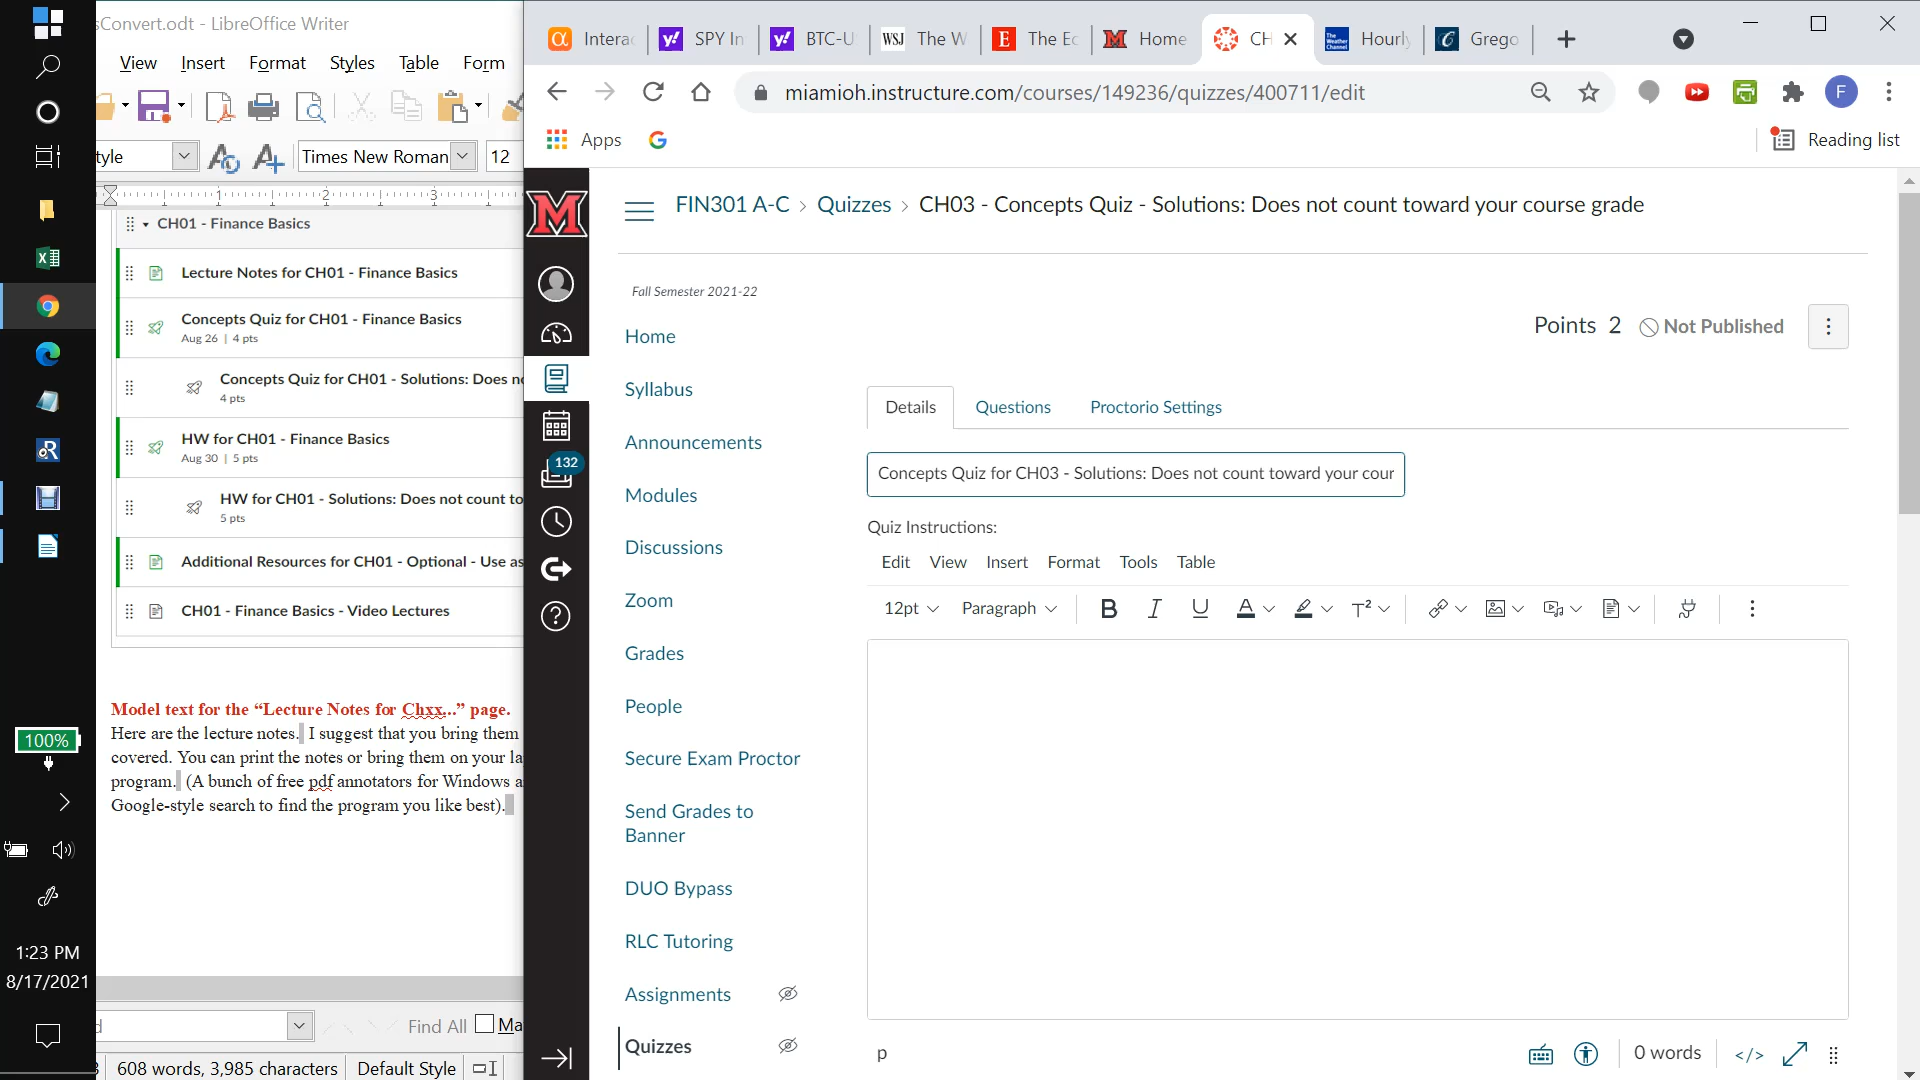 sConvert.odt - LibreOffice Writer
View Insert Format Styles Table Form
tyle
Times New Roman
12
1 2 3
CH01 - Finance Basics
Lecture Notes for CH01 - Finance Basics
Concepts Quiz for CH01 - Finance Basics
Aug 26 | 4 pts
Concepts Quiz for CH01 - Solutions: Does no
4 pts
HW for CH01 - Finance Basics
Aug 30 | 5 pts
HW for CH01 - Solutions: Does not count to
5 pts
Additional Resources for CH01 - Optional - Use as
CH01 - Finance Basics - Video Lectures
Model text for the “Lecture Notes for Chxx...” page.
Here are the lecture notes. I suggest that you bring them
covered. You can print the notes or bring them on your la
program. (A bunch of free pdf annotators for Windows a
Google-style search to find the program you like best).
Find All
Ma
608 words, 3,985 characters
Default Style
100%
1:23 PM
8/17/2021
Intera
SPY In
BTC-U
WSJ The W
E The Ec
Home
CH
The Weather Channel Hourly
Grego
miamioh.instructure.com/courses/149236/quizzes/400711/edit
F
Apps
Reading list
M
132
FIN301 A-C > Quizzes > CH03 - Concepts Quiz - Solutions: Does not count toward your course grade
Fall Semester 2021-22
Home
Syllabus
Announcements
Modules
Discussions
Zoom
Grades
People
Secure Exam Proctor
Send Grades to
Banner
DUO Bypass
RLC Tutoring
Assignments
Quizzes
Points 2
Not Published
Details
Questions
Proctorio Settings
Concepts Quiz for CH03 - Solutions: Does not count toward your cour
Quiz Instructions:
Edit View Insert Format Tools Table
12pt
Paragraph
B I U A T²
p
0 words
</>